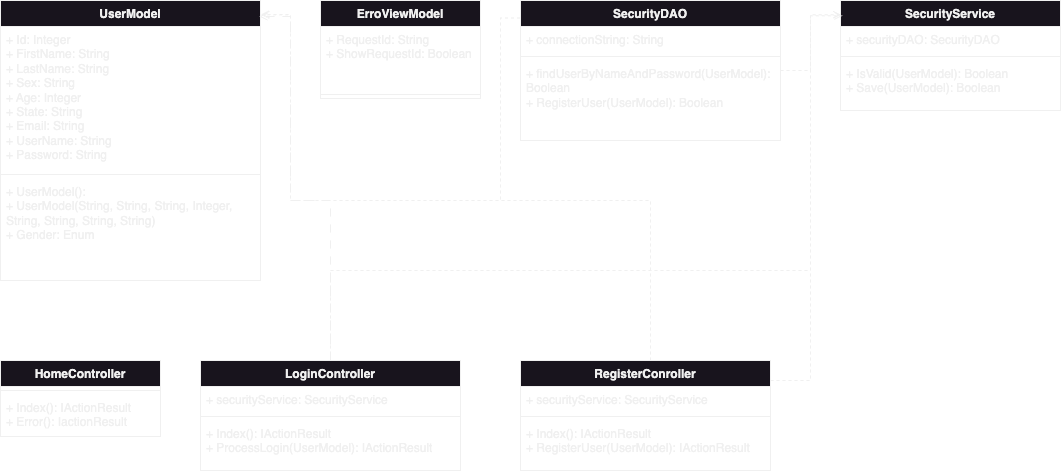 UserModel
+ Id: Integer
+ FirstName: String
+ LastName: String
+ Sex: String
+ Age: Integer
+ State: String
+ Email: String
+ UserName: String
+ Password: String
+ UserModel():
+ UserModel(String, String, String, Integer,
String, String, String, String)
+ Gender: Enum
ErroViewModel
+ RequestId: String
+ ShowRequestId: Boolean
SecurityDAO
+ connectionString: String
+ findUserByNameAndPassword(UserModel):
Boolean
+ RegisterUser(UserModel): Boolean
SecurityService
+ securityDAO: SecurityDAO
+ IsValid(UserModel): Boolean
+ Save(UserModel): Boolean
HomeController
+ Index(): IActionResult
+ Error(): IactionResult
LoginController
+ securityService: SecurityService
+ Index(): IActionResult
+ ProcessLogin(UserModel): IActionResult
RegisterConroller
+ securityService: SecurityService
+ Index(): IActionResult
+ RegisterUser(UserModel): IActionResult